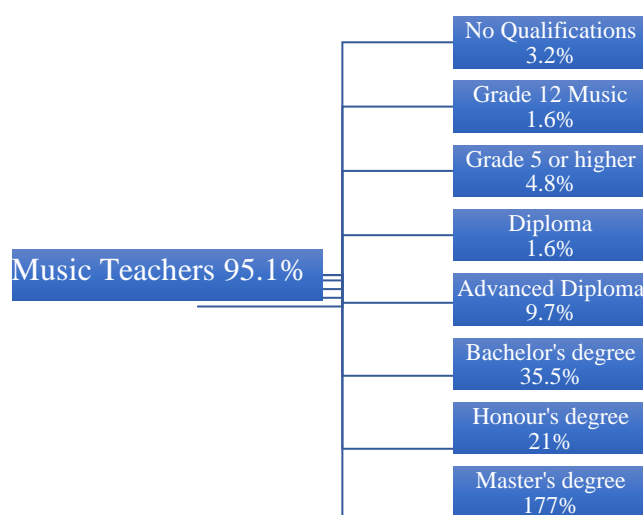 No Qualifications
3.2%
Grade 12 Music
1.6%
Grade 5 or higher
4.8%
Diploma
1.6%
Music Teachers 95.1%
Advanced Diploma
9.7%
Bachelor's degree
35.5%
Honour's degree
21%
Master's degree
177%